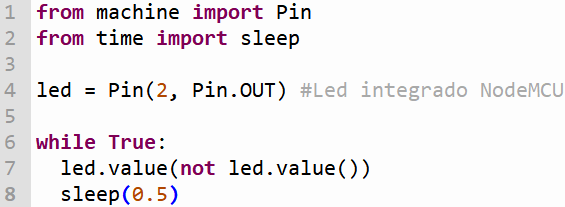 1 from machine import Pin
2 from time import sleep
3
4 led = Pin(2, Pin.OUT) #Led integrado NodeMCU
5
6 while True:
7   led.value(not led.value())
8   sleep(0.5)